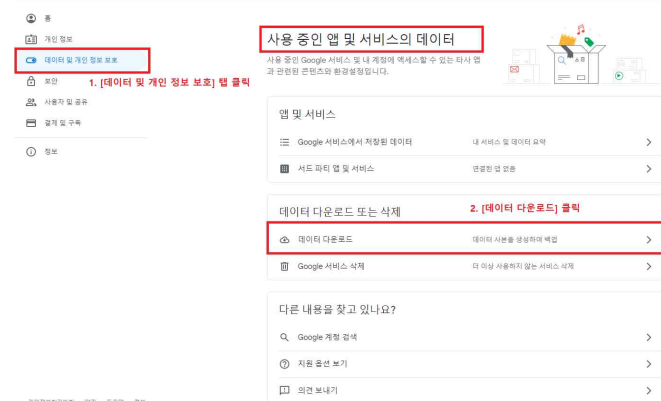 홈
개인 정보
데이터 및 개인 정보 보호
보안
1. [데이터 및 개인 정보 보호] 탭 클릭
사용자 및 공유
결제 및 구독
정보
사용 중인 앱 및 서비스의 데이터
사용 중인 Google 서비스 및 내 계정에 액세스할 수 있는 타사 앱
과 관련된 콘텐츠와 환경설정입니다.
앱 및 서비스
Google 서비스에서 저장된 데이터
내 서비스 및 데이터 요약
서드 파티 앱 및 서비스
연결된 앱 없음
데이터 다운로드 또는 삭제
2. [데이터 다운로드] 클릭
데이터 다운로드
데이터 사본을 생성하여 백업
Google 서비스 삭제
더 이상 사용하지 않는 서비스 삭제
다른 내용을 찾고 있나요?
Google 계정 검색
지원 옵션 보기
의견 보내기